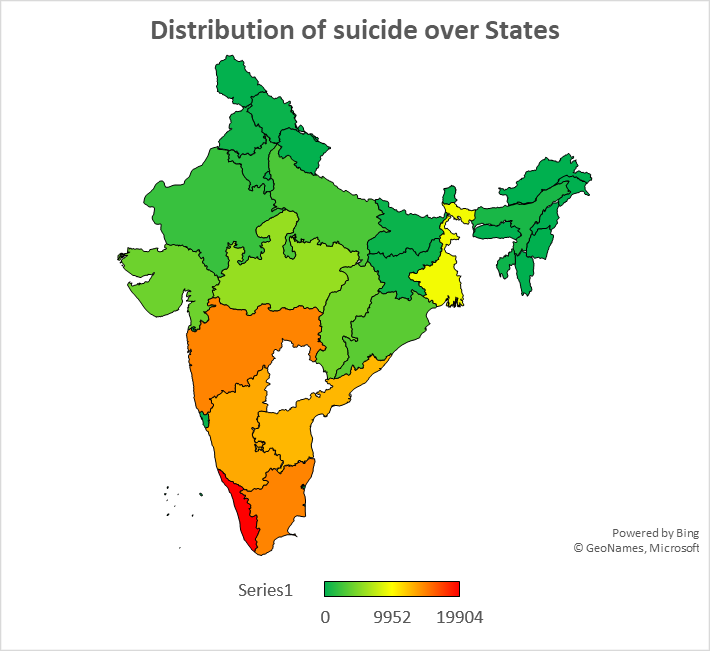 Distribution of suicide over States
Powered by Bing
© GeoNames, Microsoft
Series1
0 9952 19904